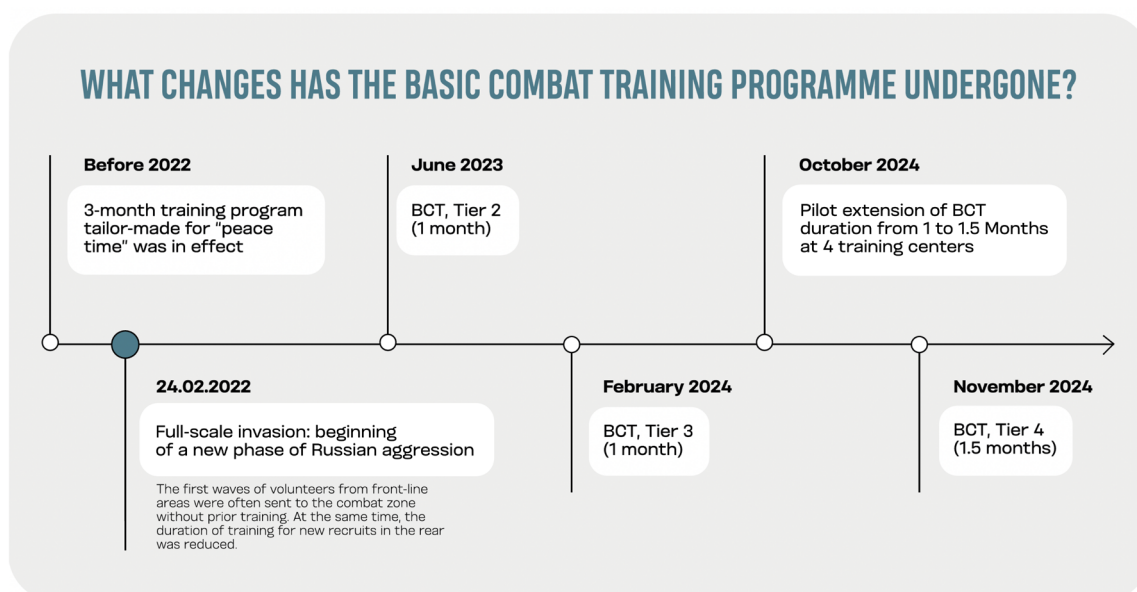 WHAT CHANGES HAS THE BASIC COMBAT TRAINING PROGRAMME UNDERGONE?
Before 2022
3-month training program
tailor-made for "peace
time" was in effect
24.02.2022
Full-scale invasion: beginning
of a new phase of Russian aggression
The first waves of volunteers from front-line
areas were often sent to the combat zone
without prior training. At the same time, the
duration of training for new recruits in the rear
was reduced.
June 2023
BCT, Tier 2
(1 month)
February 2024
BCT, Tier 3
(1 month)
October 2024
Pilot extension of BCT
duration from 1 to 1.5 Months
at 4 training centers
November 2024
BCT, Tier 4
(1.5 months)